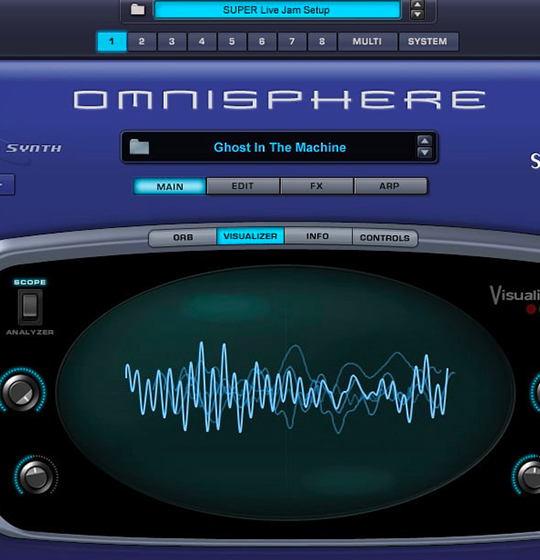 SUPER Live Jam Setup
1 2 3 4 5 6 7 8 MULTI SYSTEM
OMNISPHERE
SYNTH
Ghost In The Machine
MAIN EDIT FX ARP
ORB VISUALIZER INFO CONTROLS
SCOPE
ANALYZER
Visuali